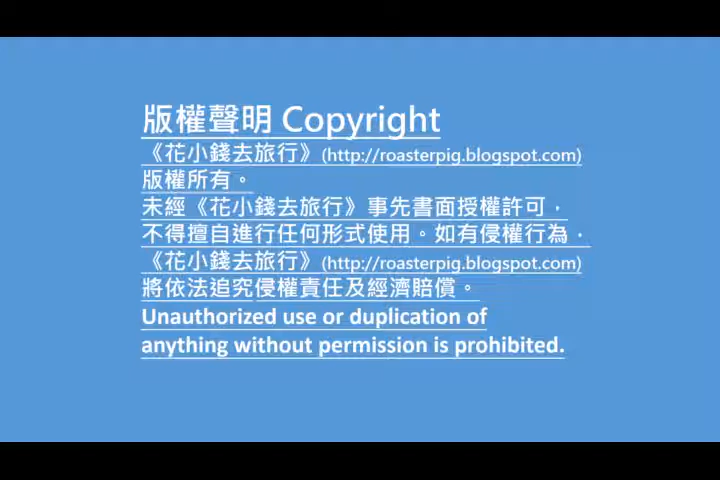 版權聲明 Copyright
《花小錢去旅行》(http://roasterpig.blogspot.com)
版權所有。
未經《花小錢去旅行》事先書面授權許可，
不得擅自進行任何形式使用。如有侵權行為，
《花小錢去旅行》(http://roasterpig.blogspot.com)
將依法追究侵權責任及經濟賠償。
Unauthorized use or duplication of
anything without permission is prohibited.